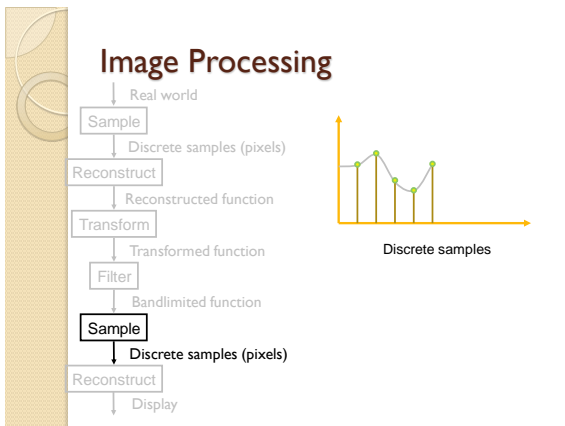 Image Processing
Real world
Sample
Discrete samples (pixels)
Reconstruct
Reconstructed function
Transform
Transformed function
Filter
Bandlimited function
Sample
Discrete samples (pixels)
Reconstruct
Display
Discrete samples